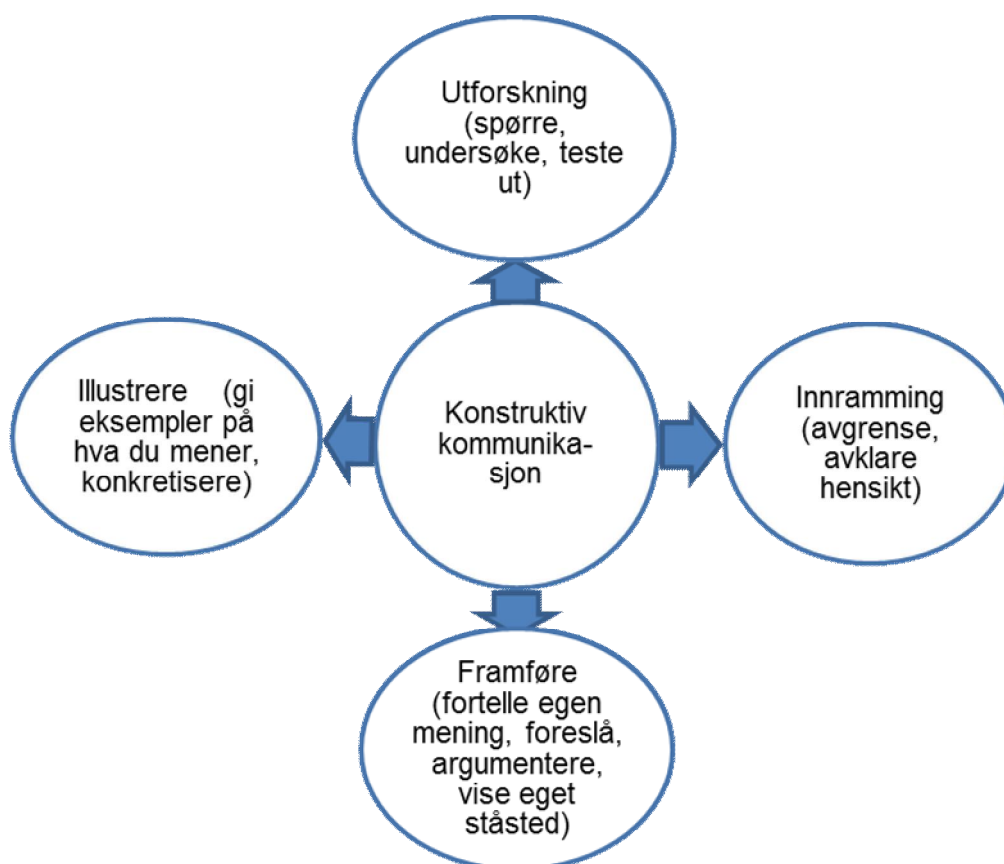 Utforskning
(spørre,
undersøke, teste
ut)
Illustrere (gi
eksempler på
hva du mener,
konkretisere)
Konstruktiv
kommunika-
sjon
Innramming
(avgrense,
avklare
hensikt)
Framføre
(fortelle egen
mening, foreslå,
argumentere,
vise eget
ståsted)